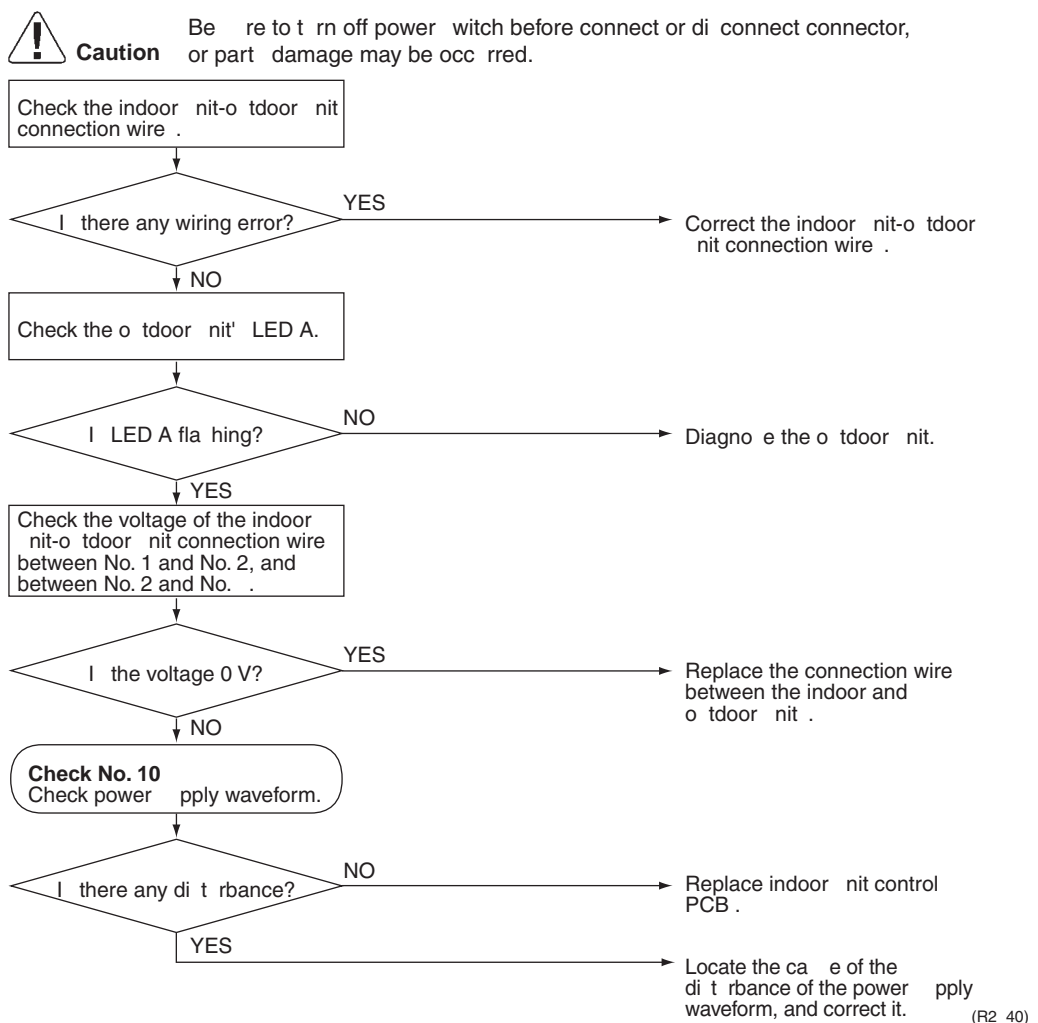 Be   re to t rn off power   witch before connect or di  connect connector,
Caution
or part   damage may be occ  rred.
Check the indoor   nit-o  tdoor   nit
connection wire  .
I   there any wiring error?
YES
Correct the indoor   nit-o  tdoor
nit connection wire  .
NO
Check the o  tdoor   nit'   LED A.
I   LED A fla  hing?
NO
Diagno  e the o  tdoor   nit.
YES
Check the voltage of the indoor
nit-o  tdoor   nit connection wire
between No. 1 and No. 2, and
between No. 2 and No.   .
I   the voltage 0 V?
YES
Replace the connection wire
between the indoor and
o  tdoor   nit  .
NO
Check No. 10
Check power   pply waveform.
I   there any di  t  rbance?
NO
Replace indoor   nit control
PCB .
YES
Locate the ca   e of the
di  t  rbance of the power   pply
waveform, and correct it.
(R2  40)